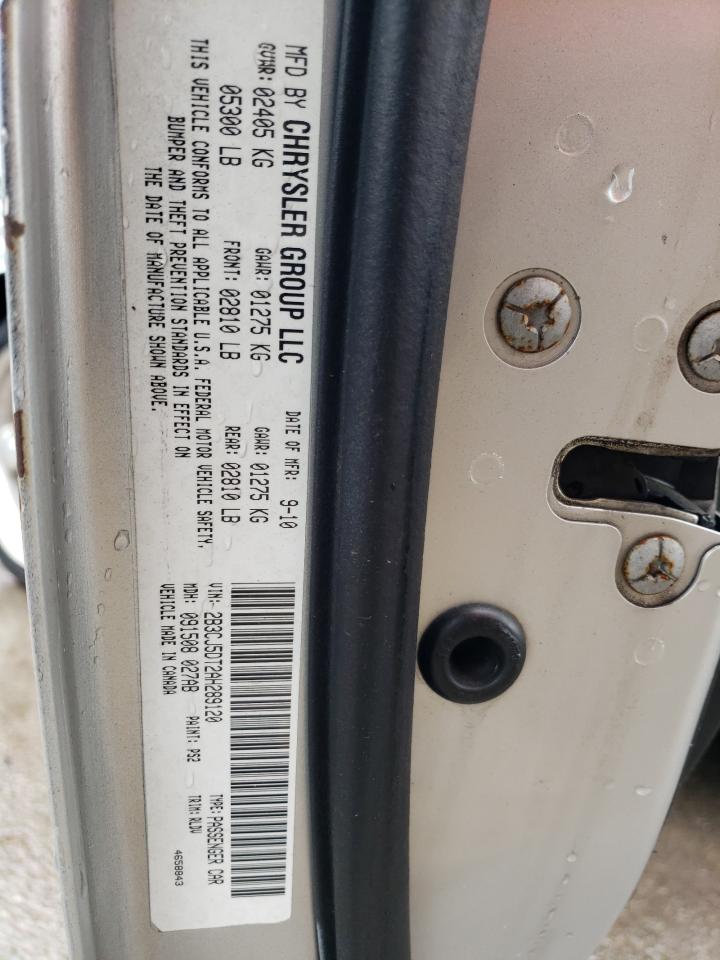 MFD BY CHRYSLER GROUP LLC DATE OF MFR: 9-10
GVWR: 02405 KG GAWR: 01275 KG GAWR: 01275 KG
05300 LB FRONT: 02810 LB REAR: 02810 LB
THIS VEHICLE CONFORMS TO ALL APPLICABLE U.S.A. FEDERAL MOTOR VEHICLE SAFETY,
BUMPER AND THEFT PREVENTION STANDARDS IN EFFECT ON
THE DATE OF MANUFACTURE SHOWN ABOVE.
VIN: 2B3CJ5DT2AH289120 TYPE: PASSENGER CAR
MDH: 091508 027AB PAINT: PS2 TRIM: RLDV
VEHICLE MADE IN CANADA 4658843